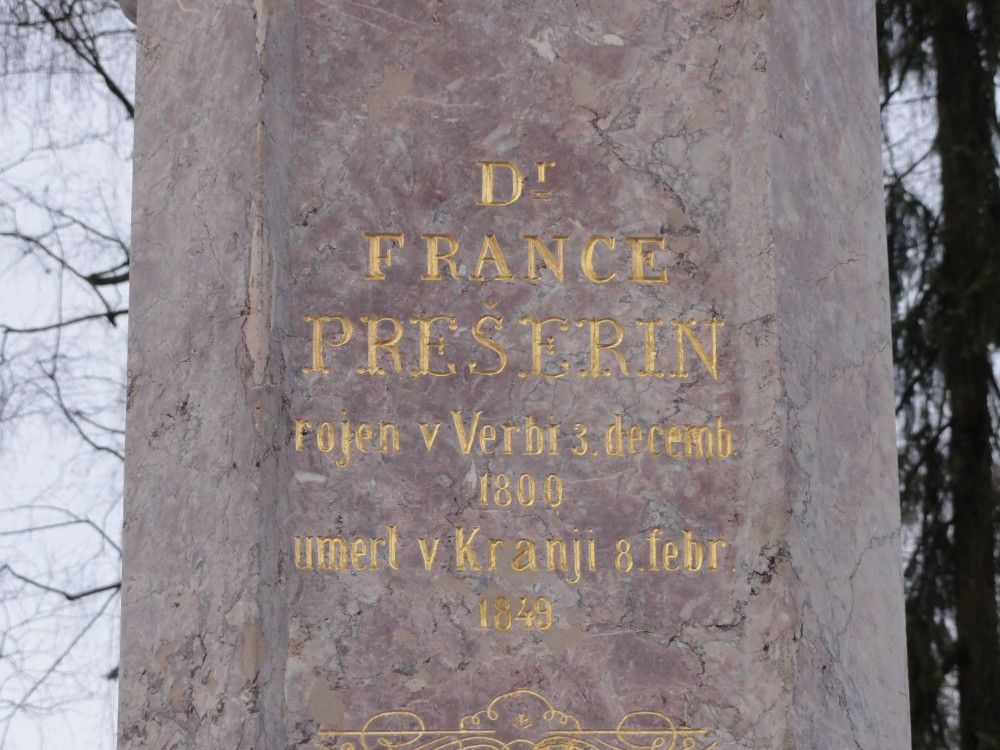 Dr
FRANCE
PREŠERIN
rojen v Verbi 3. decemb.
1800
umerl v Kranji 8. febr.
1849